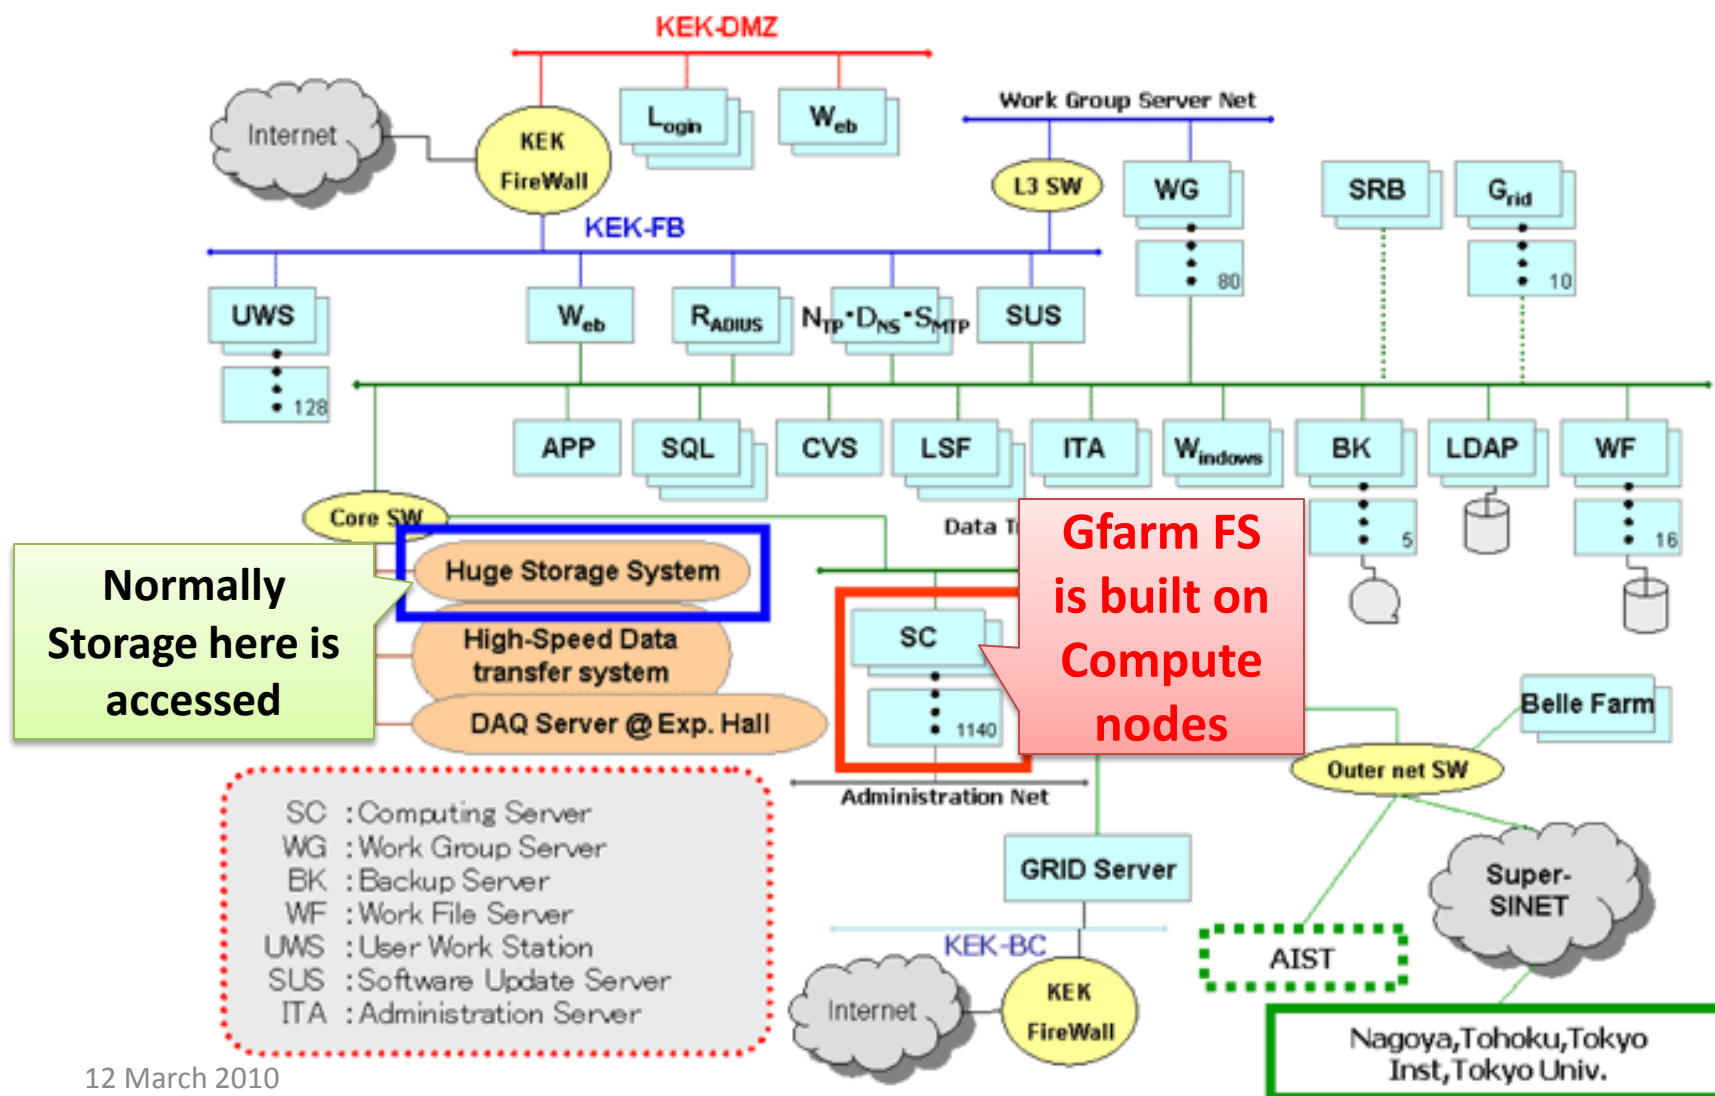 KEK-DMZ
Internet
KEK
FireWall
Login
Web
Work Group Server Net
L3 SW
WG
80
SRB
Grid
10
KEK-FB
UWS
128
Web
RADIUS
NTP・DNS・SMTP
SUS
APP
SQL
CVS
LSF
ITA
Windows
BK
5
LDAP
WF
16
Core SW
Data
Huge Storage System
High-Speed Data
transfer system
DAQ Server @ Exp. Hall
Normally
Storage here is
accessed
SC
1140
Gfarm FS
is built on
Compute
nodes
Administration Net
Belle Farm
Outer net SW
GRID Server
Super-
SINET
KEK-BC
Internet
KEK
FireWall
AIST
Nagoya,Tohoku,Tokyo
Inst,Tokyo Univ.
SC :Computing Server
WG :Work Group Server
BK :Backup Server
WF :Work File Server
UWS :User Work Station
SUS :Software Update Server
ITA :Administration Server
12 March 2010